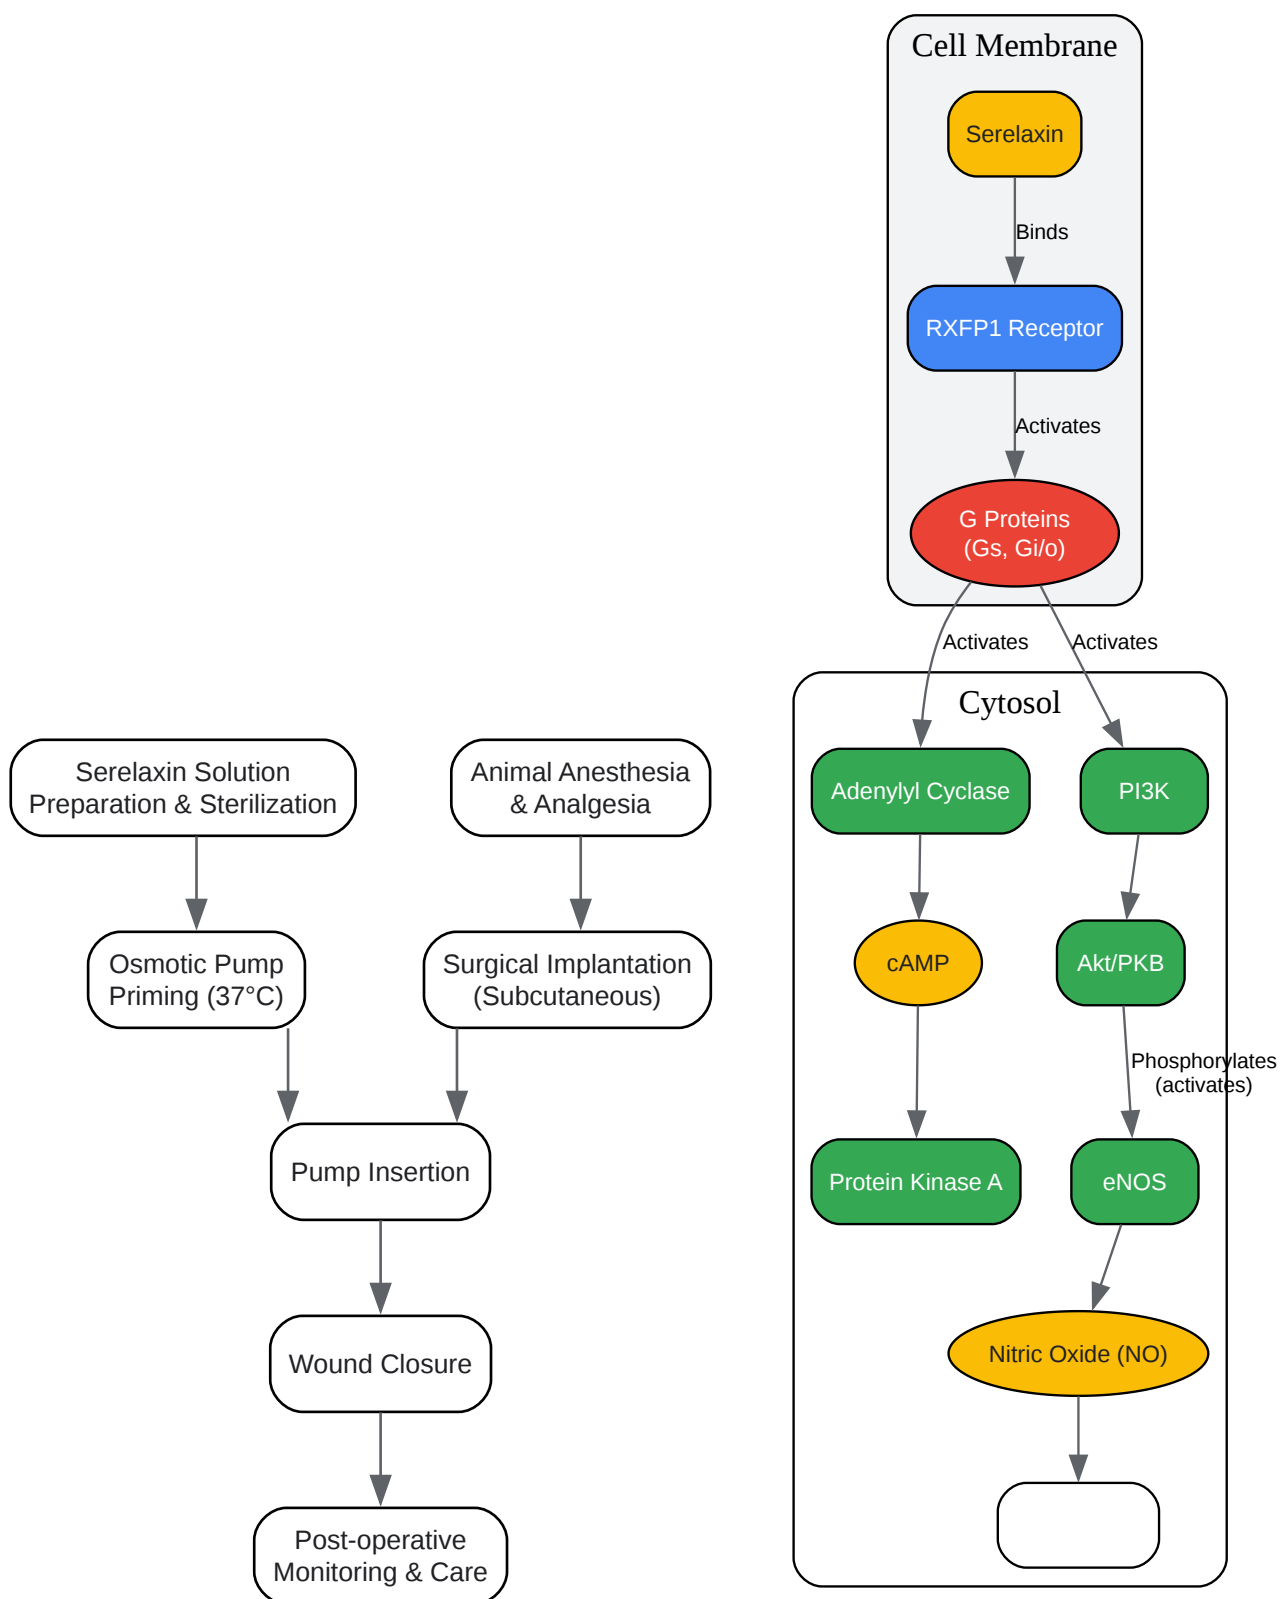 Serelaxin Solution
Preparation & Sterilization
Animal Anesthesia
& Analgesia
Osmotic Pump
Priming (37°C)
Surgical Implantation
(Subcutaneous)
Pump Insertion
Wound Closure
Post-operative
Monitoring & Care
Cell Membrane
Serelaxin
Binds
RXFP1 Receptor
Activates
G Proteins
(Gs, Gi/o)
Activates
Activates
Cytosol
Adenylyl Cyclase
PI3K
cAMP
Akt/PKB
Phosphorylates
(activates)
Protein Kinase A
eNOS
Nitric Oxide (NO)